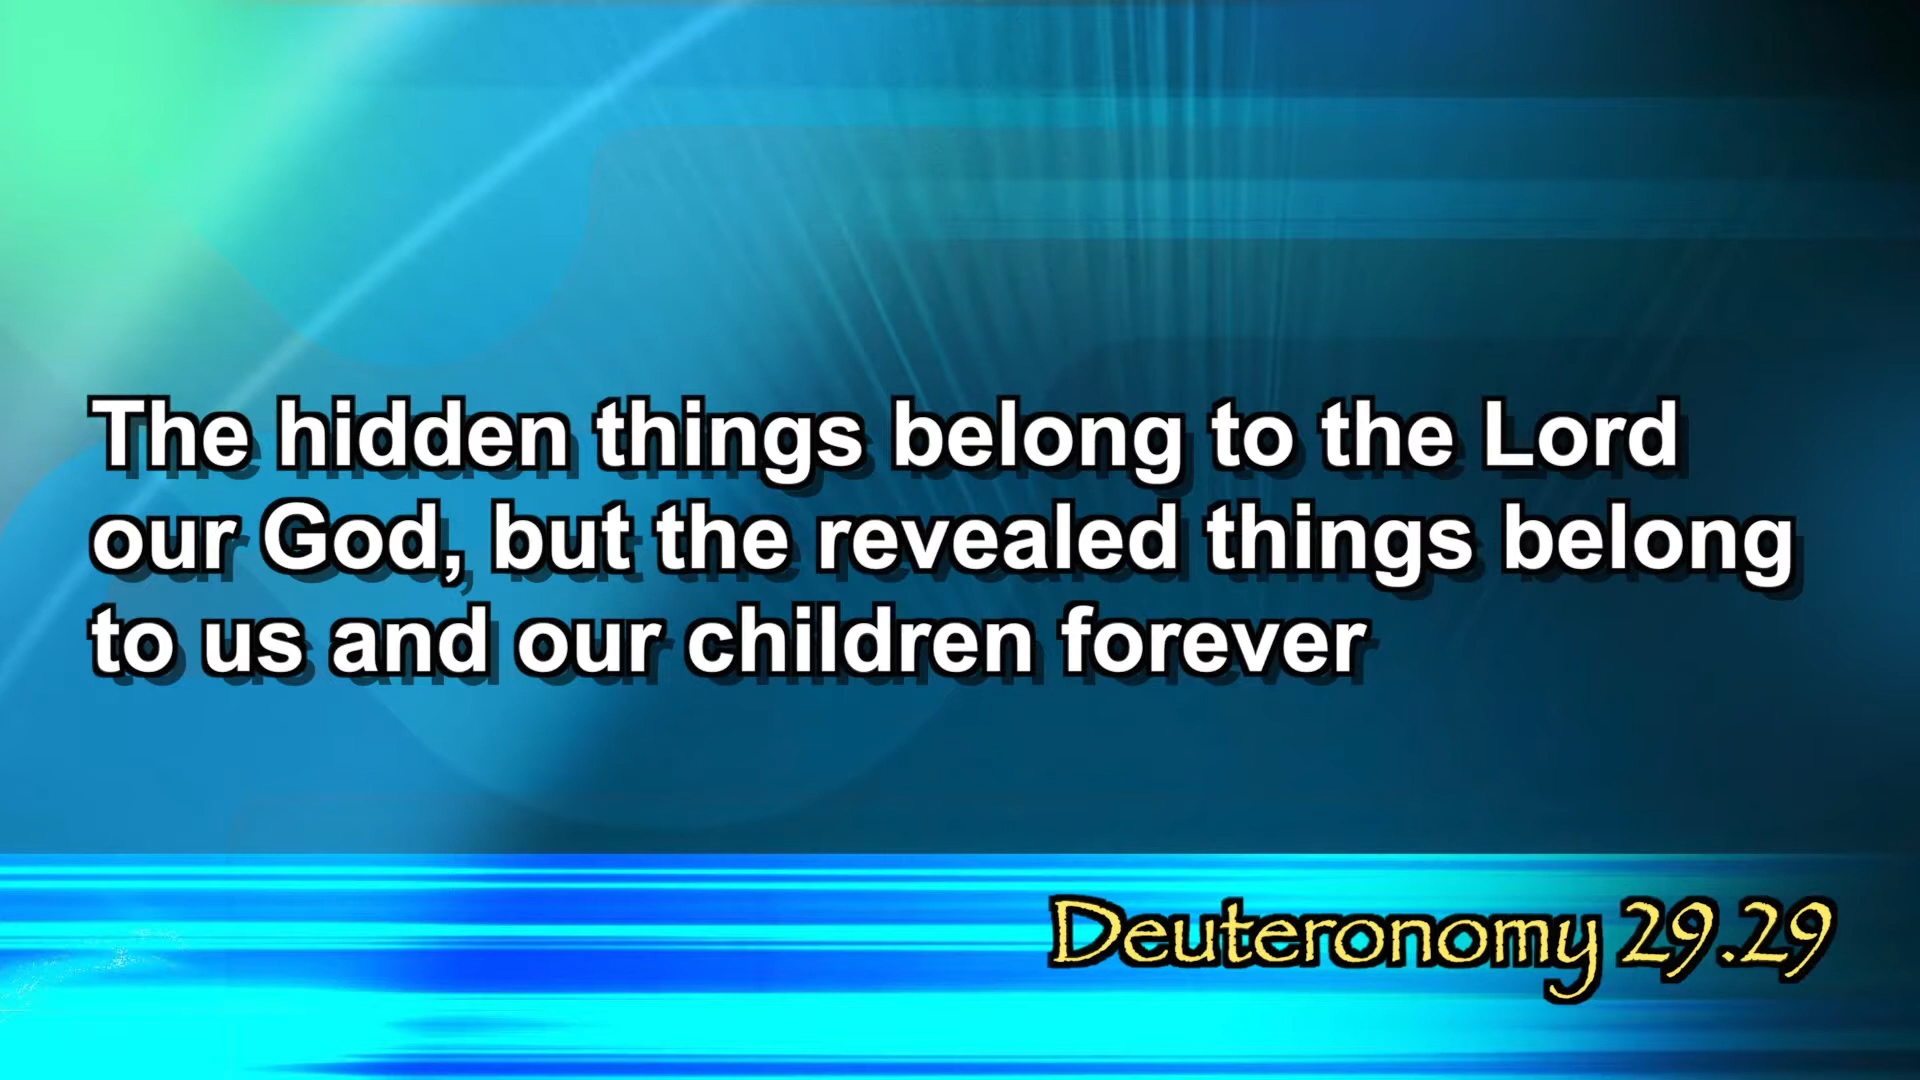 The hidden things belong to the Lord
our God, but the revealed things belong
to us and our children forever
Deuteronomy 29.29